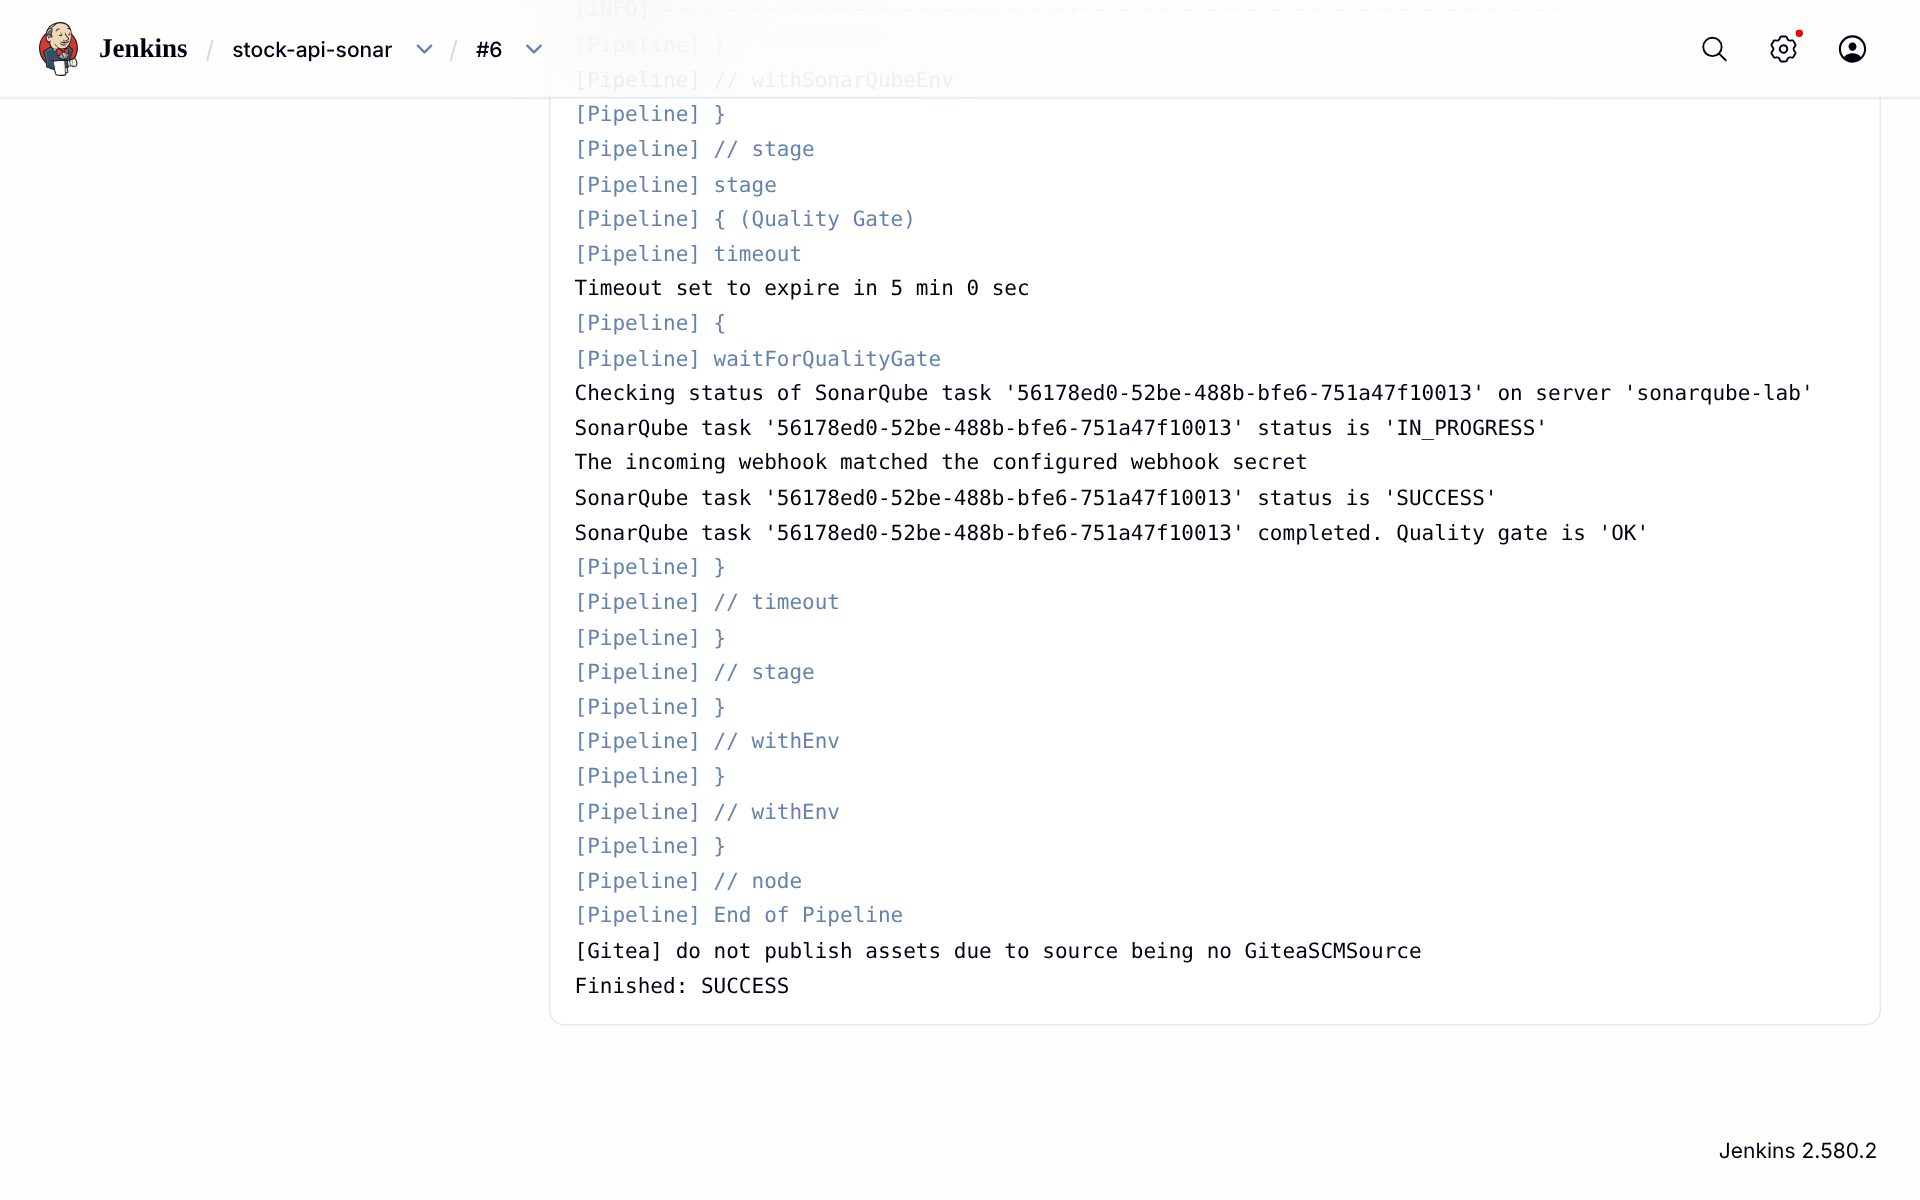 Jenkins / stock-api-sonar / #6
[INFO] ------------------------------------------------------------------------
[Pipeline] }
[Pipeline] // withSonarQubeEnv
[Pipeline] }
[Pipeline] // stage
[Pipeline] stage
[Pipeline] { (Quality Gate)
[Pipeline] timeout
Timeout set to expire in 5 min 0 sec
[Pipeline] {
[Pipeline] waitForQualityGate
Checking status of SonarQube task '56178ed0-52be-488b-bfe6-751a47f10013' on server 'sonarqube-lab'
SonarQube task '56178ed0-52be-488b-bfe6-751a47f10013' status is 'IN_PROGRESS'
The incoming webhook matched the configured webhook secret
SonarQube task '56178ed0-52be-488b-bfe6-751a47f10013' status is 'SUCCESS'
SonarQube task '56178ed0-52be-488b-bfe6-751a47f10013' completed. Quality gate is 'OK'
[Pipeline] }
[Pipeline] // timeout
[Pipeline] }
[Pipeline] // stage
[Pipeline] }
[Pipeline] // withEnv
[Pipeline] }
[Pipeline] // withEnv
[Pipeline] }
[Pipeline] // node
[Pipeline] End of Pipeline
[Gitea] do not publish assets due to source being no GiteaSCMSource
Finished: SUCCESS
Jenkins 2.580.2